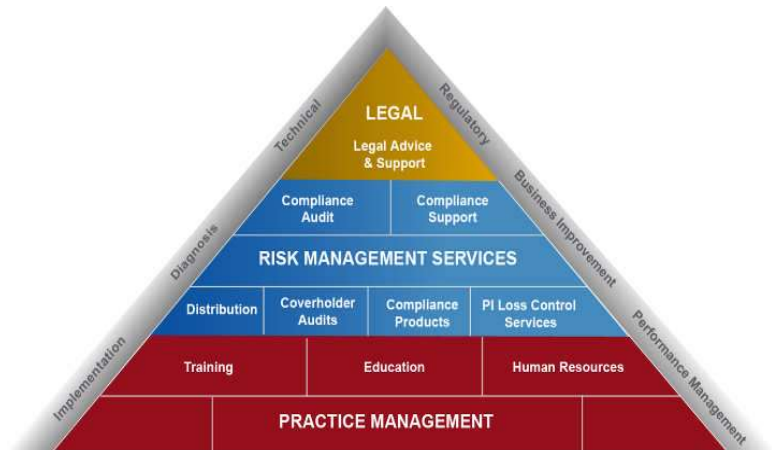 LEGAL
Legal Advice
& Support
Technical
Regulatory
Compliance
Audit
Compliance
Support
Diagnosis
Business Improvement
RISK MANAGEMENT SERVICES
Distribution
Coverholder
Audits
Compliance
Products
PI Loss Control
Services
Implementation
Performance Management
Training
Education
Human Resources
PRACTICE MANAGEMENT